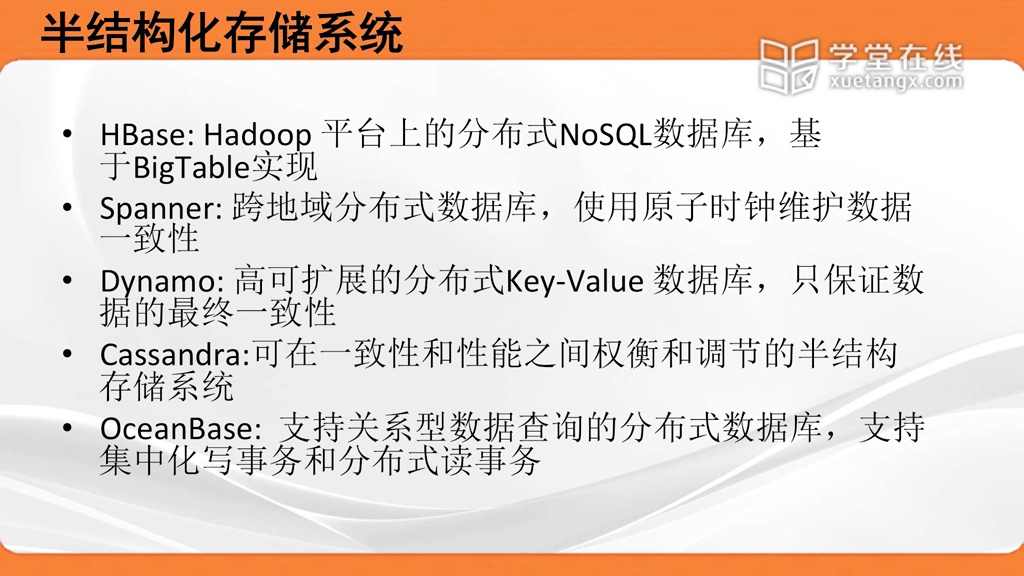 半结构化存储系统
学堂在线
xuetangx.com
• HBase: Hadoop 平台上的分布式NoSQL数据库，基
于BigTable实现
• Spanner: 跨地域分布式数据库，使用原子时钟维护数据
一致性
• Dynamo: 高可扩展的分布式Key-Value 数据库，只保证数
据的最终一致性
• Cassandra:可在一致性和性能之间权衡和调节的半结构
存储系统
• OceanBase: 支持关系型数据查询的分布式数据库，支持
集中化写事务和分布式读事务